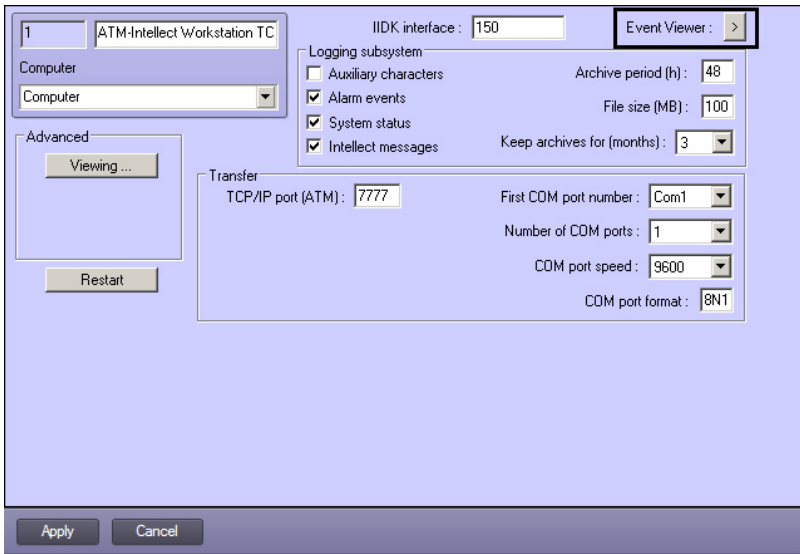 1 ATM-Intellect Workstation TC
IIDK interface : 150
Event Viewer : >
Computer
Computer
Logging subsystem
Auxiliary characters
Archive period (h) : 48
Alarm events
File size (MB) : 100
System status
Intellect messages
Keep archives for (months) : 3
Advanced
Viewing ...
Restart
Transfer
TCP/IP port (ATM) : 7777
First COM port number : Com1
Number of COM ports : 1
COM port speed : 9600
COM port format : 8N1
Apply
Cancel